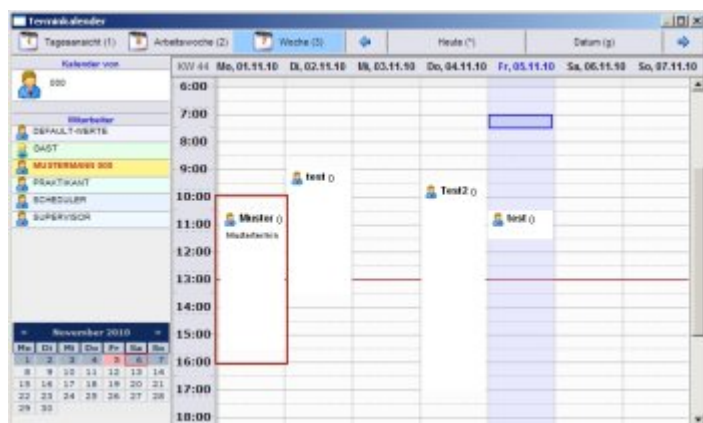 Terminkalender
Tagesansicht (1) Arbeitswoche (2) Woche (3) Heute (*) Datum (g)
Kalender von
000
Mitarbeiter
DEFAULT-WERTE
GAST
MUSTERMANN 000
PRAKTIKANT
SCHEDULER
SUPERVISOR
KW 44 Mo, 01.11.10 Di, 02.11.10 Mi, 03.11.10 Do, 04.11.10 Fr, 05.11.10 Sa, 06.11.10 So, 07.11.10
6:00
7:00
8:00
9:00
test ()
10:00
Test2 ()
11:00
Muster ()
test ()
Mustertermin
12:00
13:00
14:00
15:00
16:00
17:00
18:00
« November 2010 »
Mo Di Mi Do Fr Sa So
1 2 3 4 5 6 7
8 9 10 11 12 13 14
15 16 17 18 19 20 21
22 23 24 25 26 27 28
29 30